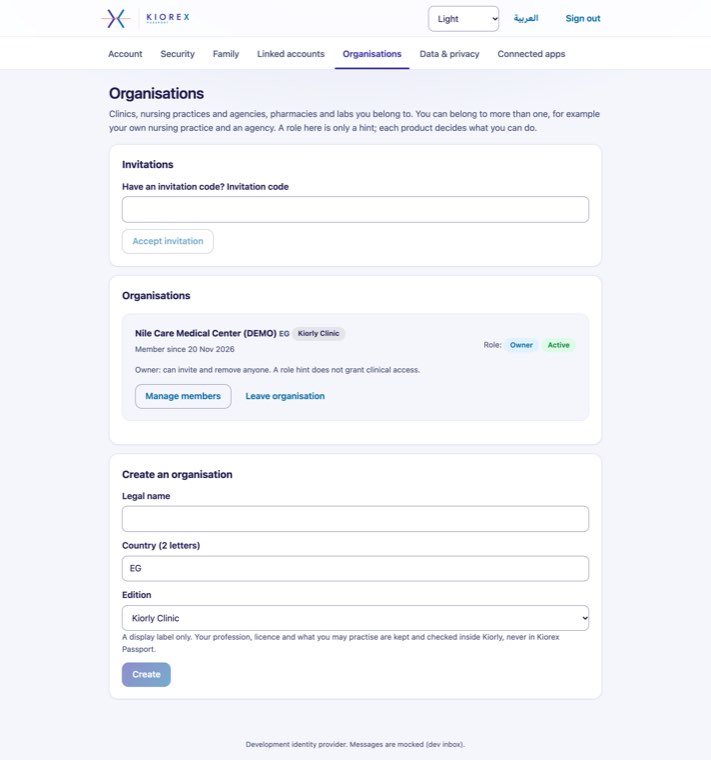 KIOREX
PASSPORT
Light
العربية
Sign out
Account
Security
Family
Linked accounts
Organisations
Data & privacy
Connected apps
Organisations
Clinics, nursing practices and agencies, pharmacies and labs you belong to. You can belong to more than one, for example
your own nursing practice and an agency. A role here is only a hint; each product decides what you can do.
Invitations
Have an invitation code? Invitation code
Accept invitation
Organisations
Nile Care Medical Center (DEMO) EG Kiorly Clinic
Member since 20 Nov 2026
Role: Owner Active
Owner: can invite and remove anyone. A role hint does not grant clinical access.
Manage members
Leave organisation
Create an organisation
Legal name
Country (2 letters)
EG
Edition
Kiorly Clinic
A display label only. Your profession, licence and what you may practise are kept and checked inside Kiorly, never in Kiorex
Passport.
Create
Development identity provider. Messages are mocked (dev inbox).